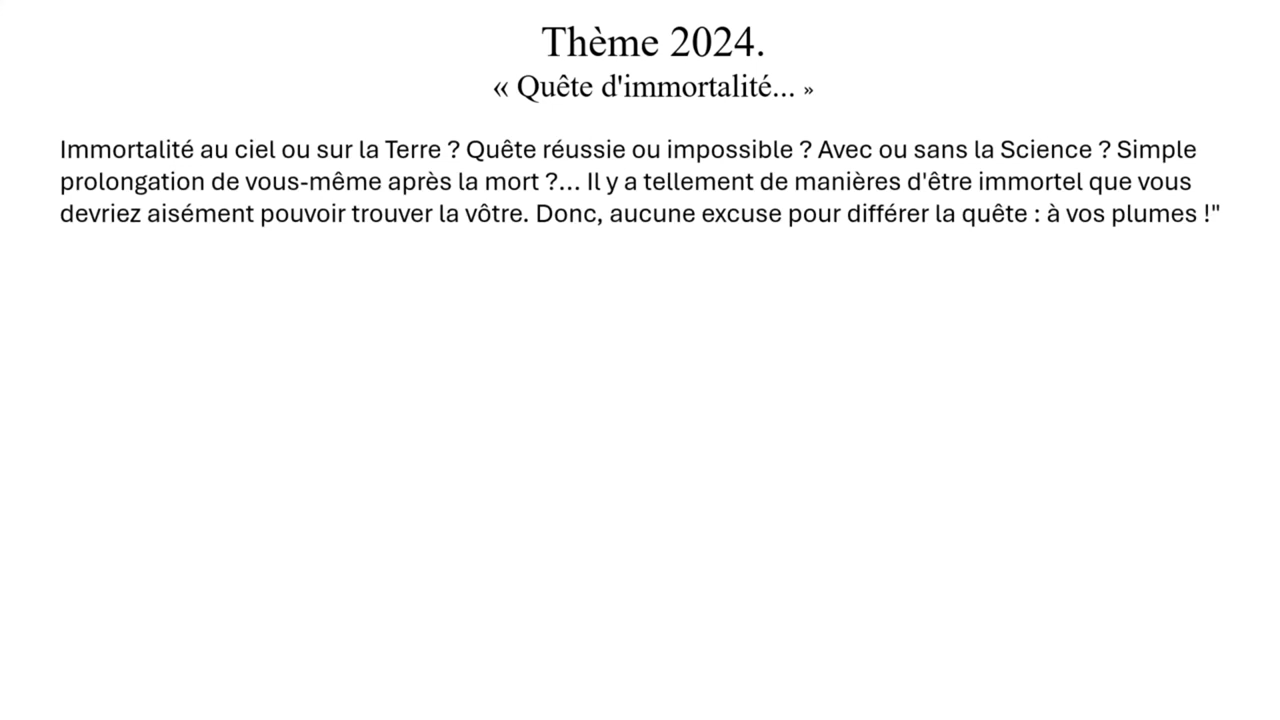 Thème 2024.
« Quête d'immortalité... »
Immortalité au ciel ou sur la Terre ? Quête réussie ou impossible ? Avec ou sans la Science ? Simple
prolongation de vous-même après la mort ?... Il y a tellement de manières d'être immortel que vous
devriez aisément pouvoir trouver la vôtre. Donc, aucune excuse pour différer la quête : à vos plumes !"